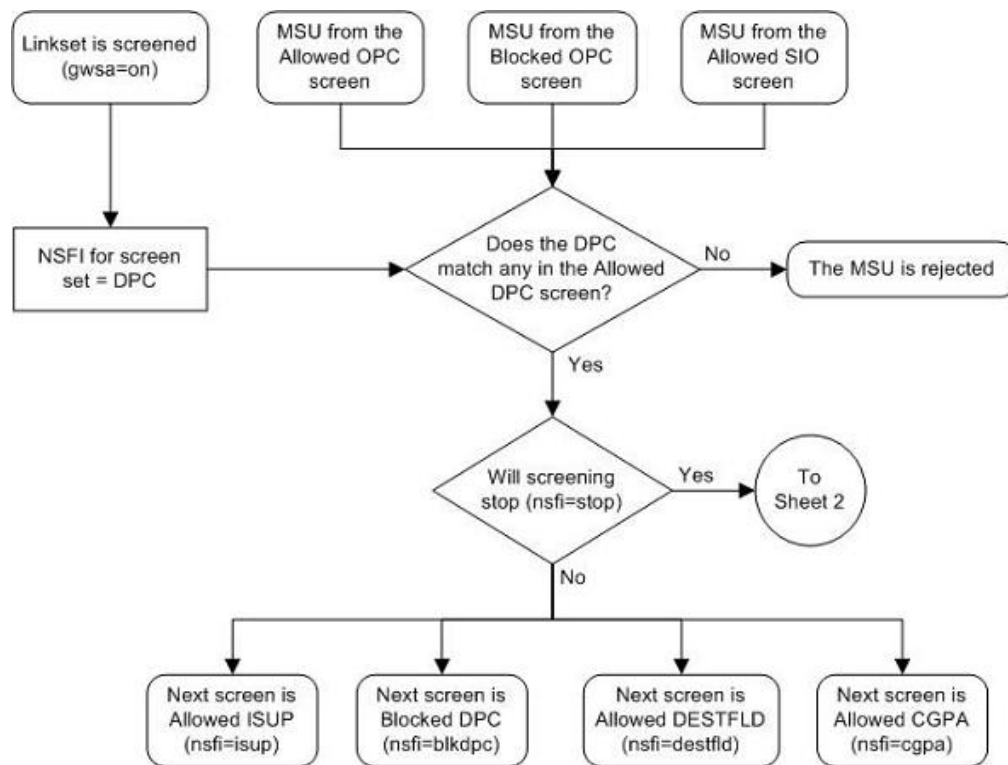 Linkset is screened
(gwsa=on)
MSU from the
Allowed OPC
screen
MSU from the
Blocked OPC
screen
MSU from the
Allowed SIO
screen
NSFI for screen
set = DPC
Does the DPC
match any in the Allowed
DPC screen?
No
The MSU is rejected
Yes
Will screening
stop (nsfi=stop)
Yes
To
Sheet 2
No
Next screen is
Allowed ISUP
(nsfi=isup)
Next screen is
Blocked DPC
(nsfi=blkdpc)
Next screen is
Allowed DESTFLD
(nsfi=destfld)
Next screen is
Allowed CGPA
(nsfi=cgpa)